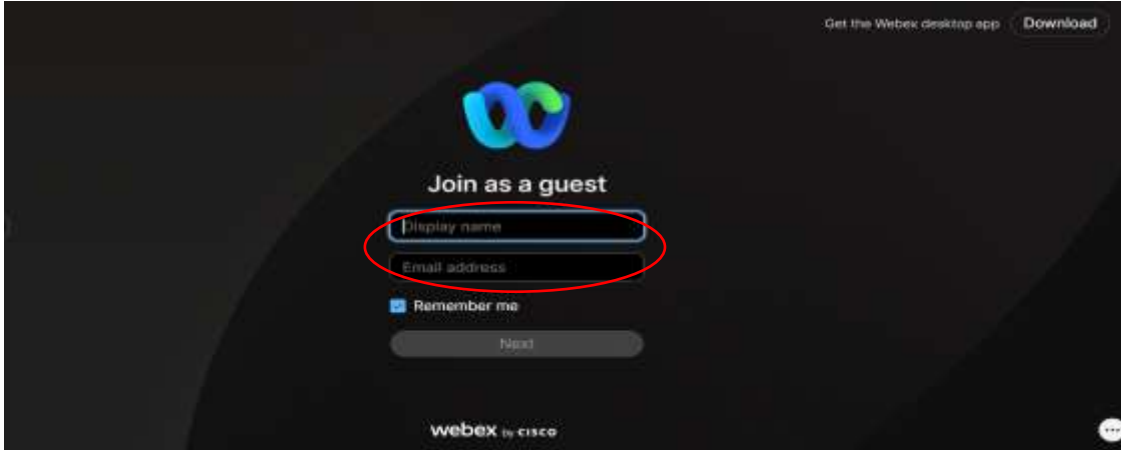 Get the Webex desktop app Download
Join as a guest
Display name
Email address
Remember me
Next
webex by CISCO